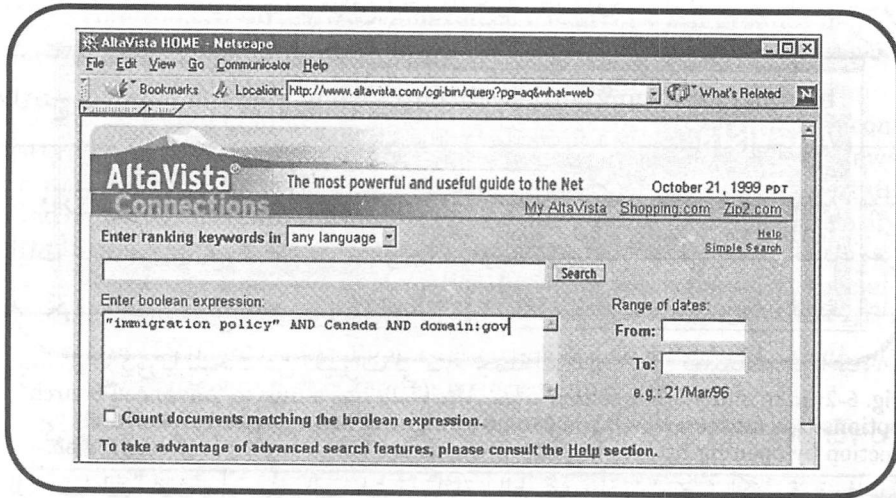 AltaVista HOME - Netscape
File Edit View Go Communicator Help
Bookmarks Location: http://www.altavista.com/cgi-bin/query?pg=aq&what=web What's Related
AltaVista® The most powerful and useful guide to the Net October 21, 1999 PDT
Connections My AltaVista Shopping.com Zip2.com
Enter ranking keywords in any language Help
Simple Search
Search
Enter boolean expression: Range of dates:
"immigration policy" AND Canada AND domain:gov
From:
To:
e.g.: 21/Mar/96
Count documents matching the boolean expression.
To take advantage of advanced search features, please consult the Help section.